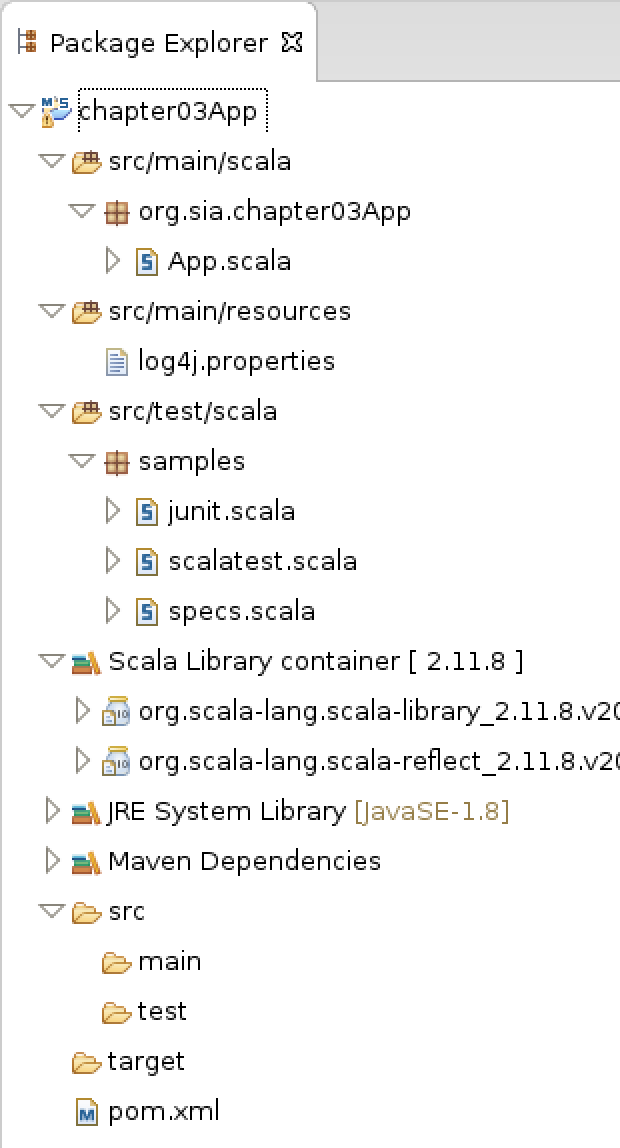 Package Explorer
chapter03App
src/main/scala
org.sia.chapter03App
App.scala
src/main/resources
log4j.properties
src/test/scala
samples
junit.scala
scalatest.scala
specs.scala
Scala Library container [ 2.11.8 ]
org.scala-lang.scala-library_2.11.8.v20
org.scala-lang.scala-reflect_2.11.8.v20
JRE System Library [JavaSE-1.8]
Maven Dependencies
src
main
test
target
pom.xml